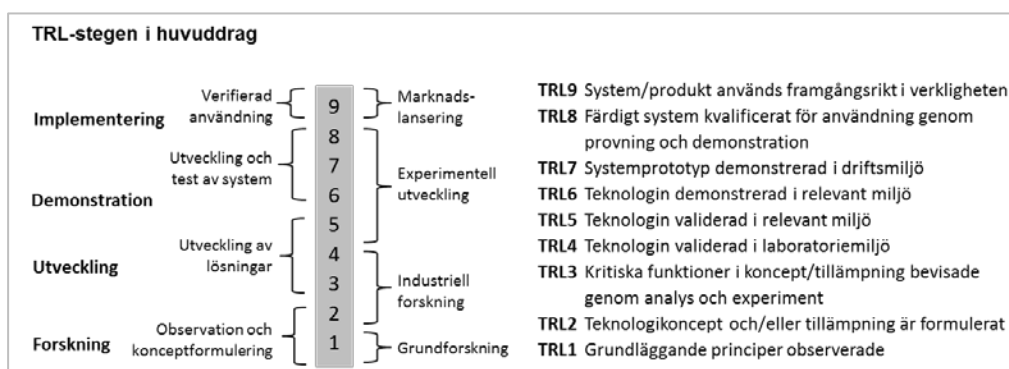 TRL-stegen i huvuddrag
Implementering
Demonstration
Utveckling
Forskning
Verifierad
användning
Utveckling och
test av system
Utveckling av
lösningar
Observation och
konceptformulering
9
8
7
6
5
4
3
2
1
Marknads-
lansering
Experimentell
utveckling
Industriell
forskning
Grundforskning
TRL9 System/produkt används framgångsrikt i verkligheten
TRL8 Färdigt system kvalificerat för användning genom
provning och demonstration
TRL7 Systemprototyp demonstrerad i driftsmiljö
TRL6 Teknologin demonstrerad i relevant miljö
TRL5 Teknologin validerad i relevant miljö
TRL4 Teknologin validerad i laboratoriemiljö
TRL3 Kritiska funktioner i koncept/tillämpning bevisade
genom analys och experiment
TRL2 Teknologikoncept och/eller tillämpning är formulerat
TRL1 Grundläggande principer observerade